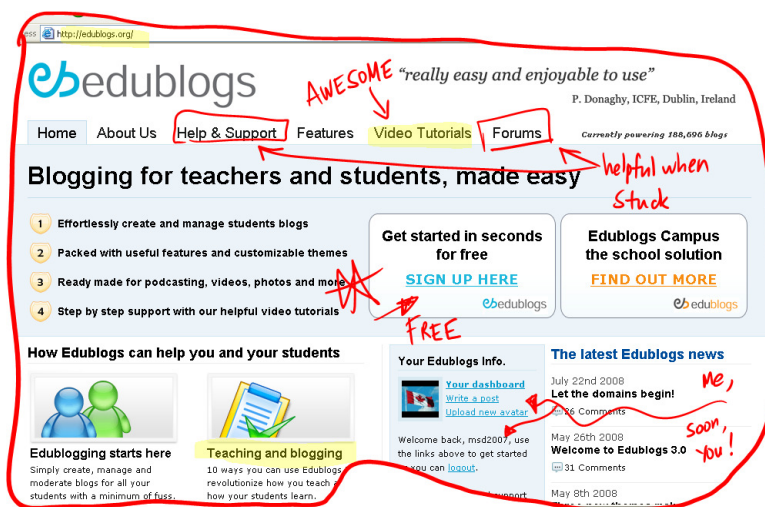 ess http://edublogs.org/
edublogs
AWESOME
"really easy and enjoyable to use"
P. Donaghy, ICFE, Dublin, Ireland
Home About Us Help & Support Features Video Tutorials Forums Currently powering 188,696 blogs
helpful when
stuck
Blogging for teachers and students, made easy
1 Effortlessly create and manage students blogs
2 Packed with useful features and customizable themes
3 Ready made for podcasting, videos, photos and more
4 Step by step support with our helpful video tutorials
Get started in seconds
for free
SIGN UP HERE
edublogs
FREE
Edublogs Campus
the school solution
FIND OUT MORE
edublogs
How Edublogs can help you and your students
Edublogging starts here
Simply create, manage and
moderate blogs for all your
students with a minimum of fuss.
Teaching and blogging
10 ways you can use Edublogs
revolutionize how you teach
how your students learn.
Your Edublogs Info.
Your dashboard
Write a post
Upload new avatar
Welcome back, msd2007, use
the links above to get started
you can logout.
support
The latest Edublogs news
July 22nd 2008
Let the domains begin!
26 Comments
May 26th 2008
Welcome to Edublogs 3.0
31 Comments
May 8th 2008
Me,
soon,
you!